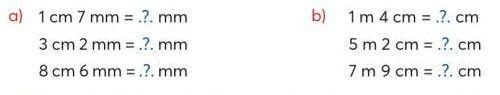 a) 1 cm 7 mm = .?. mm
3 cm 2 mm = .?. mm
8 cm 6 mm = .?. mm
b) 1 m 4 cm = .?. cm
5 m 2 cm = .?. cm
7 m 9 cm = .?. cm